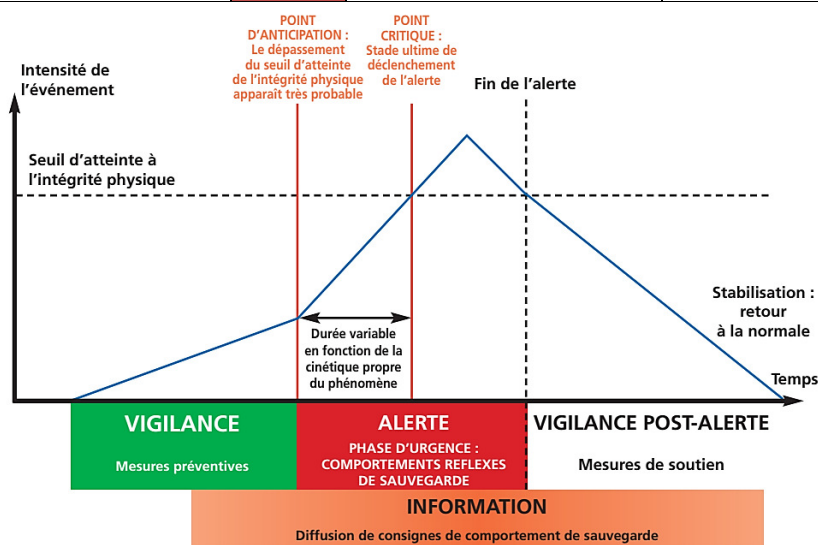 POINT
D’ANTICIPATION :
Le dépassement
du seuil d’atteinte
de l’intégrité physique
apparaît très probable
POINT
CRITIQUE :
Stade ultime de
déclenchement
de l’alerte
Intensité de
l’événement
Fin de l’alerte
Seuil d’atteinte à
l’intégrité physique
Stabilisation :
retour
à la normale
Durée variable
en fonction de la
cinétique propre
du phénomène
Temps
VIGILANCE
Mesures préventives
ALERTE
PHASE D’URGENCE :
COMPORTEMENTS REFLEXES
DE SAUVEGARDE
VIGILANCE POST-ALERTE
Mesures de soutien
INFORMATION
Diffusion de consignes de comportement de sauvegarde